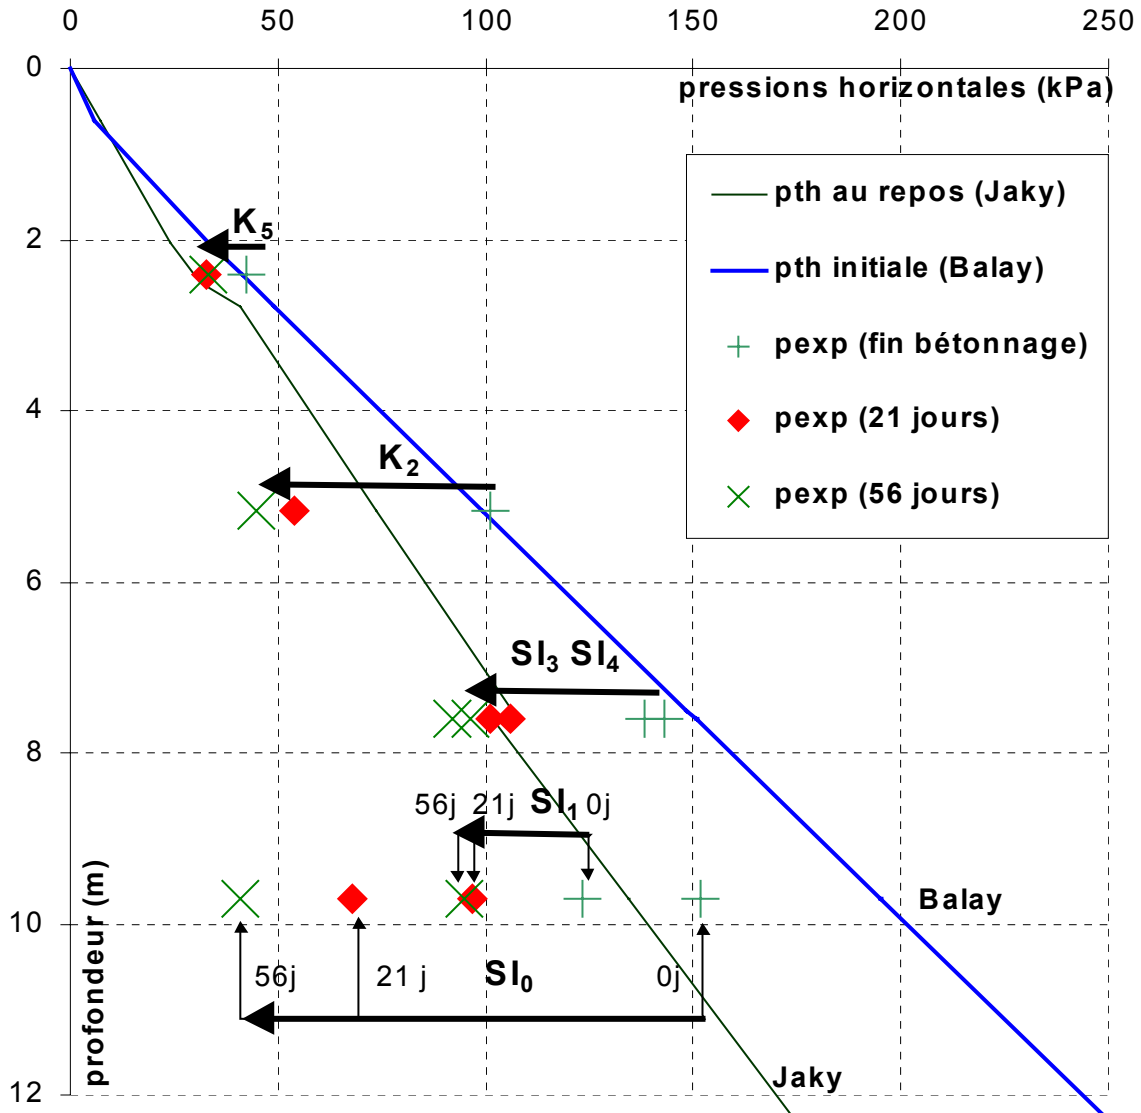 0 50 100 150 200 250
0
pressions horizontales (kPa)
pth au repos (Jaky)
K₅
2
pth initiale (Balay)
pexp (fin bétonnage)
4
pexp (21 jours)
K₂
pexp (56 jours)
6
SI₃ SI₄
8
56j 21j SI₁ 0j
Balay
10
56j 21 j SI₀ 0j
profondeur (m)
Jaky
12